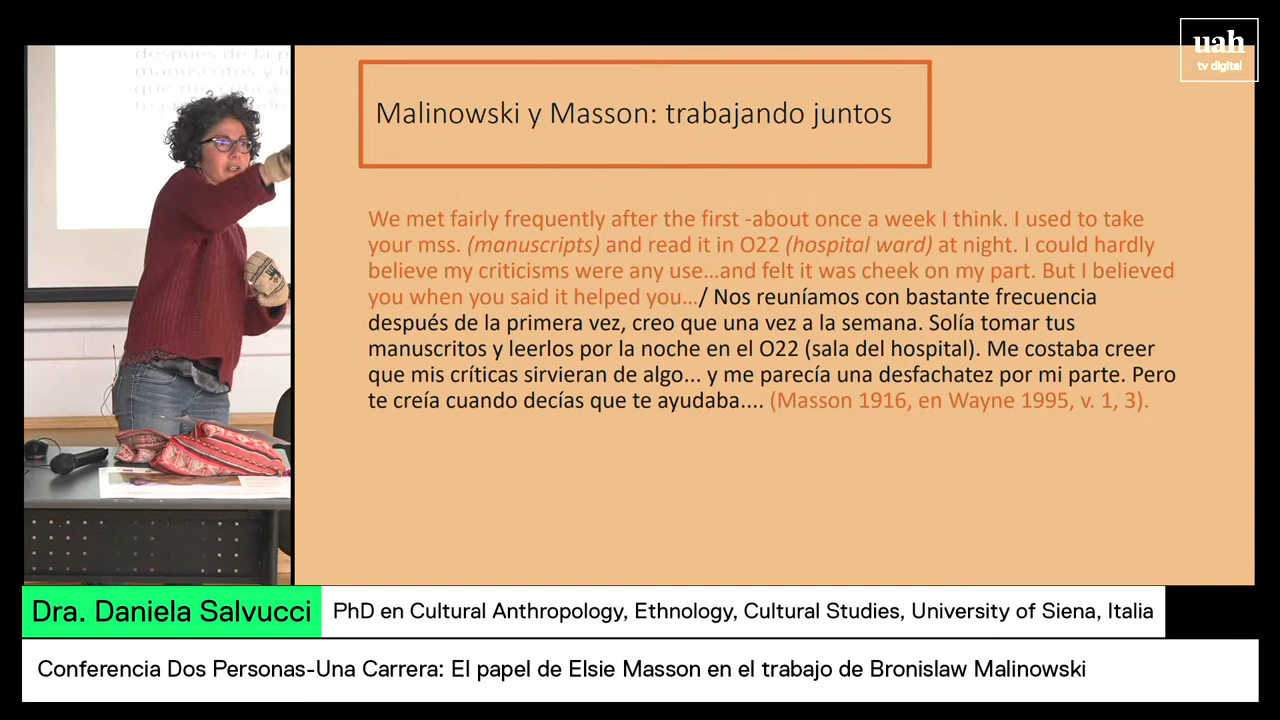 uah
tv digital
después de la p
manuscritos y l
que mis crítica
Malinowski y Masson: trabajando juntos
We met fairly frequently after the first -about once a week I think. I used to take
your mss. (manuscripts) and read it in O22 (hospital ward) at night. I could hardly
believe my criticisms were any use...and felt it was cheek on my part. But I believed
you when you said it helped you.../ Nos reuníamos con bastante frecuencia
después de la primera vez, creo que una vez a la semana. Solía tomar tus
manuscritos y leerlos por la noche en el O22 (sala del hospital). Me costaba creer
que mis críticas sirvieran de algo... y me parecía una desfachatez por mi parte. Pero
te creía cuando decías que te ayudaba.... (Masson 1916, en Wayne 1995, v. 1, 3).
Dra. Daniela Salvucci
PhD en Cultural Anthropology, Ethnology, Cultural Studies, University of Siena, Italia
Conferencia Dos Personas-Una Carrera: El papel de Elsie Masson en el trabajo de Bronislaw Malinowski